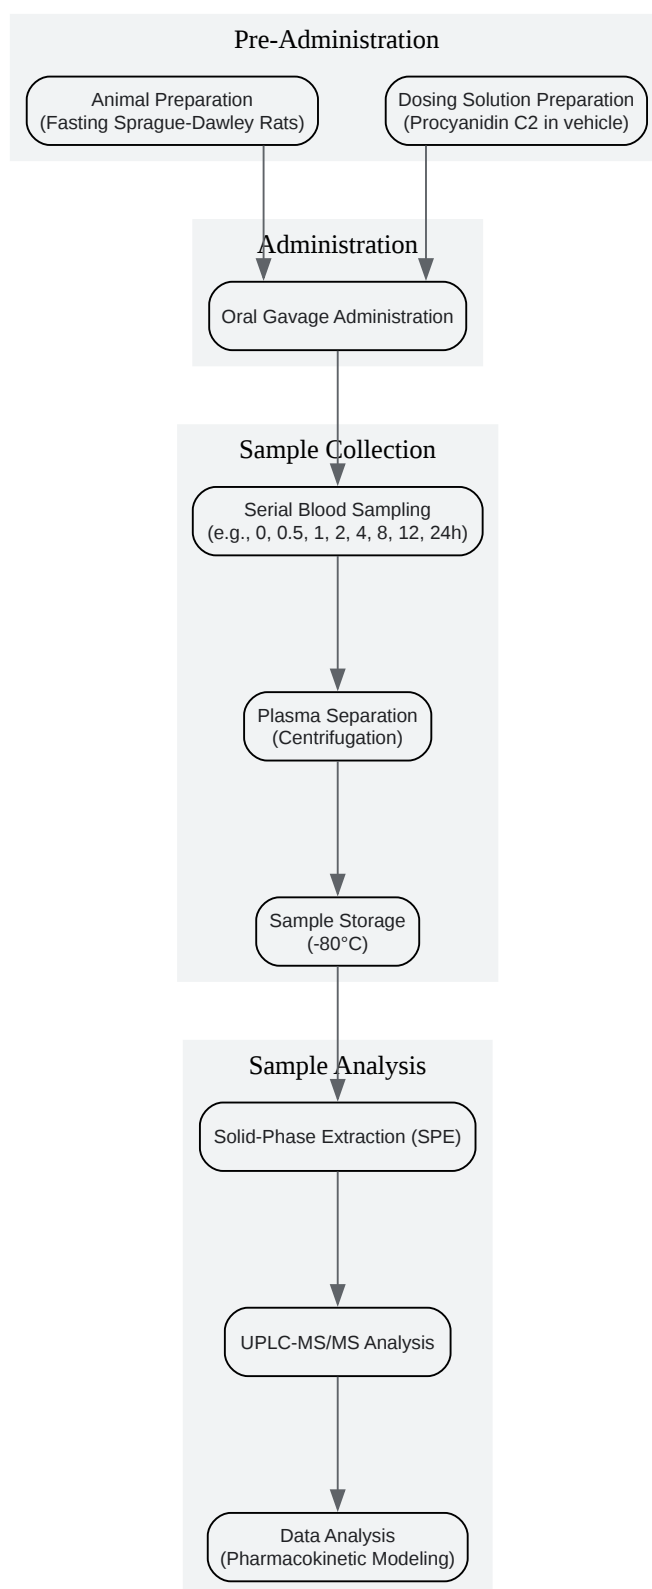 Pre-Administration
Animal Preparation
(Fasting Sprague-Dawley Rats)
Dosing Solution Preparation
(Procyanidin C2 in vehicle)
Administration
Oral Gavage Administration
Sample Collection
Serial Blood Sampling
(e.g., 0, 0.5, 1, 2, 4, 8, 12, 24h)
Plasma Separation
(Centrifugation)
Sample Storage
(-80°C)
Sample Analysis
Solid-Phase Extraction (SPE)
UPLC-MS/MS Analysis
Data Analysis
(Pharmacokinetic Modeling)